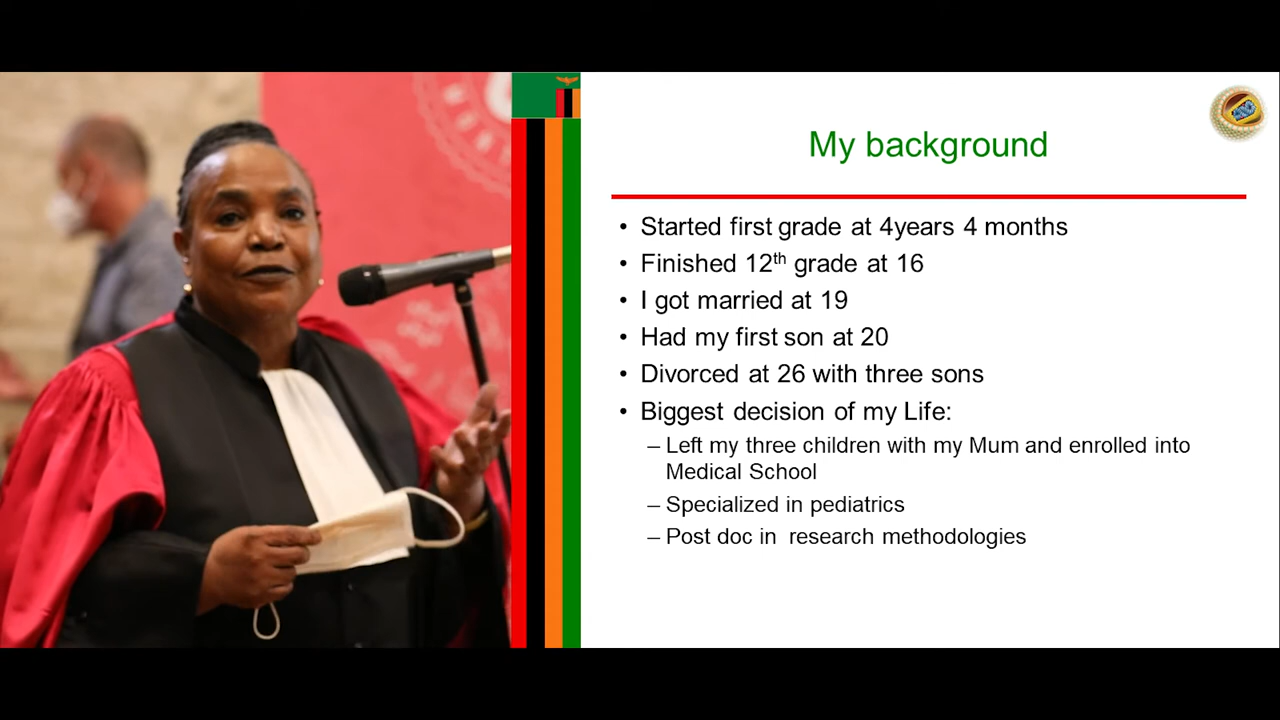 My background
• Started first grade at 4years 4 months
• Finished 12th grade at 16
• I got married at 19
• Had my first son at 20
• Divorced at 26 with three sons
• Biggest decision of my Life:
– Left my three children with my Mum and enrolled into
Medical School
– Specialized in pediatrics
– Post doc in  research methodologies